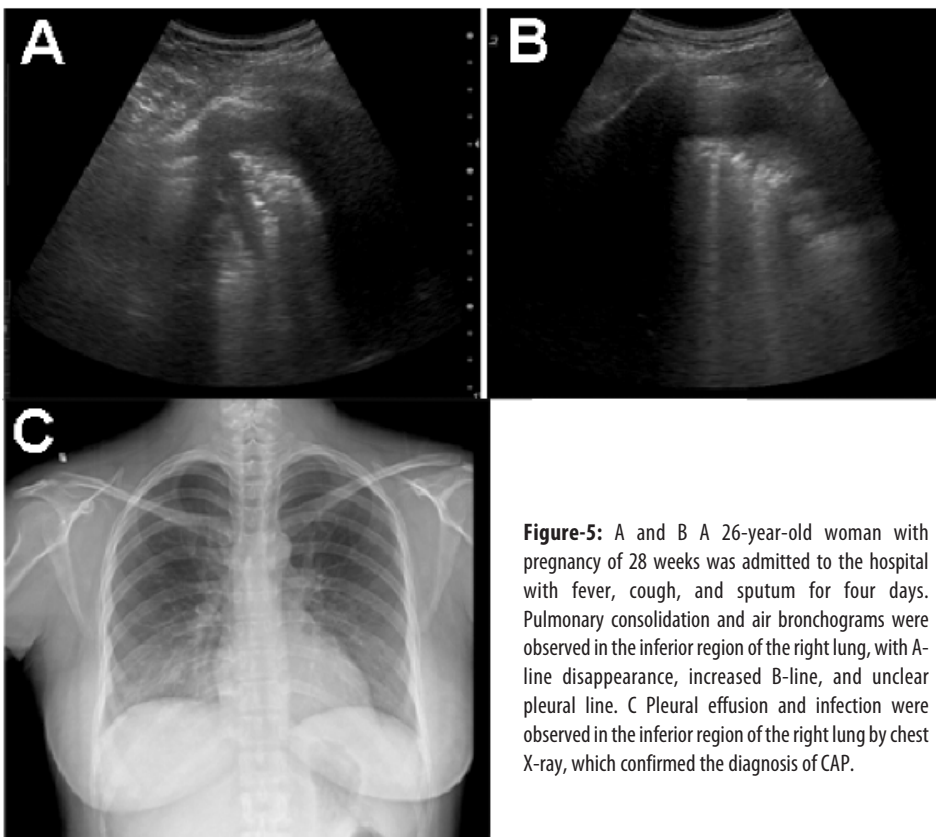 A
B
C
Figure-5: A and B A 26-year-old woman with
pregnancy of 28 weeks was admitted to the hospital
with fever, cough, and sputum for four days.
Pulmonary consolidation and air bronchograms were
observed in the inferior region of the right lung, with A-
line disappearance, increased B-line, and unclear
pleural line. C Pleural effusion and infection were
observed in the inferior region of the right lung by chest
X-ray, which confirmed the diagnosis of CAP.